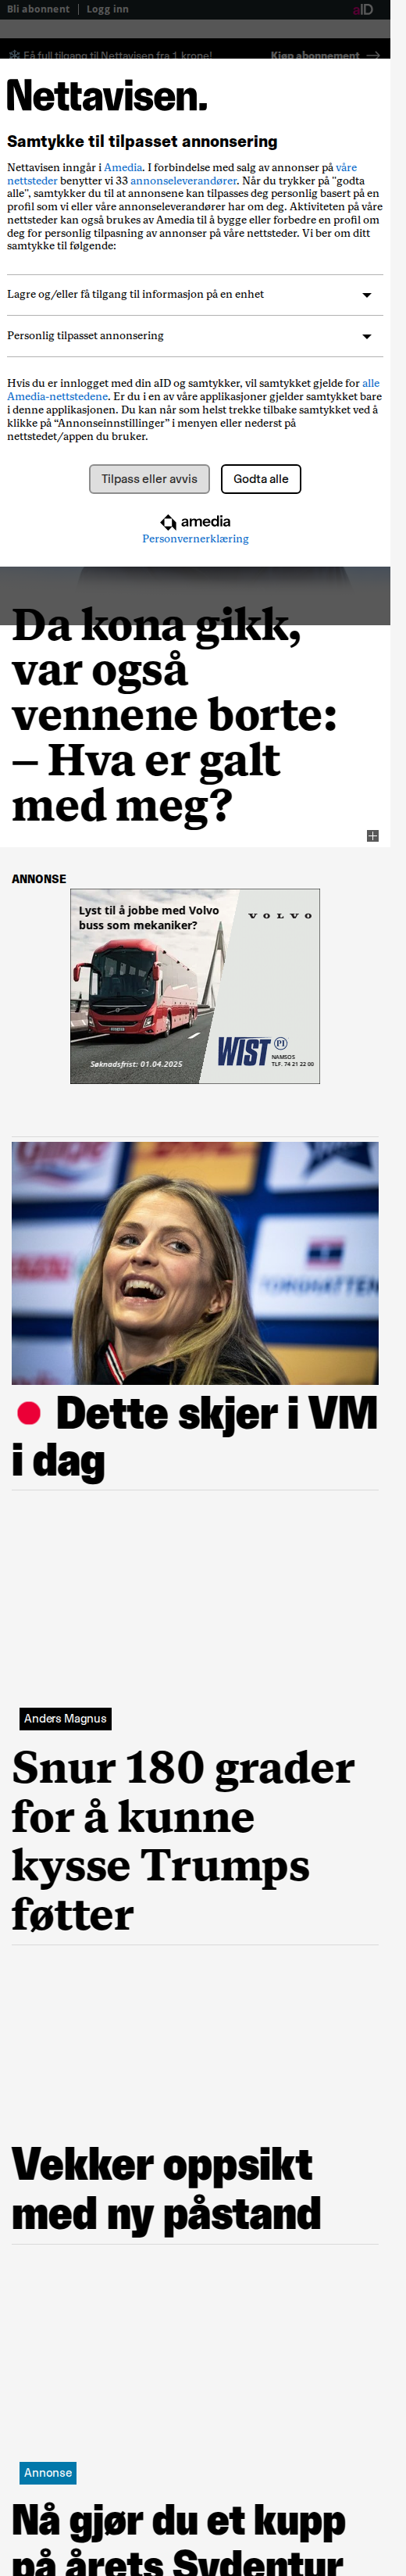 Bli abonnent | Logg inn
aID
Få full tilgang til Nettavisen fra 1 krone!
Kjøp abonnement →
Nettavisen.
Samtykke til tilpasset annonsering
Nettavisen inngår i Amedia. I forbindelse med salg av annonser på våre
nettsteder benytter vi 33 annonseleverandører. Når du trykker på "godta
alle", samtykker du til at annonsene kan tilpasses deg personlig basert på en
profil som vi eller våre annonseleverandører har om deg. Aktiviteten på våre
nettsteder kan også brukes av Amedia til å bygge eller forbedre en profil om
deg for personlig tilpasning av annonser på våre nettsteder. Vi ber om ditt
samtykke til følgende:
Lagre og/eller få tilgang til informasjon på en enhet
Personlig tilpasset annonsering
Hvis du er innlogget med din aID og samtykker, vil samtykket gjelde for alle
Amedia-nettstedene. Er du i en av våre applikasjoner gjelder samtykket bare
i denne applikasjonen. Du kan når som helst trekke tilbake samtykket ved å
klikke på “Annonseinnstillinger” i menyen eller nederst på
nettstedet/appen du bruker.
Tilpass eller avvis
Godta alle
amedia
Personvernerklæring
Da kona gikk,
var også
vennene borte:
– Hva er galt
med meg?
ANNONSE
Lyst til å jobbe med Volvo
buss som mekaniker?
VOLVO
WIST
PI
NAMSOS
TLF. 74 21 22 00
Søknadsfrist: 01.04.2025
Dette skjer i VM
i dag
Anders Magnus
Snur 180 grader
for å kunne
kysse Trumps
føtter
Vekker oppsikt
med ny påstand
Annonse
Nå gjør du et kupp
på årets Sydentur